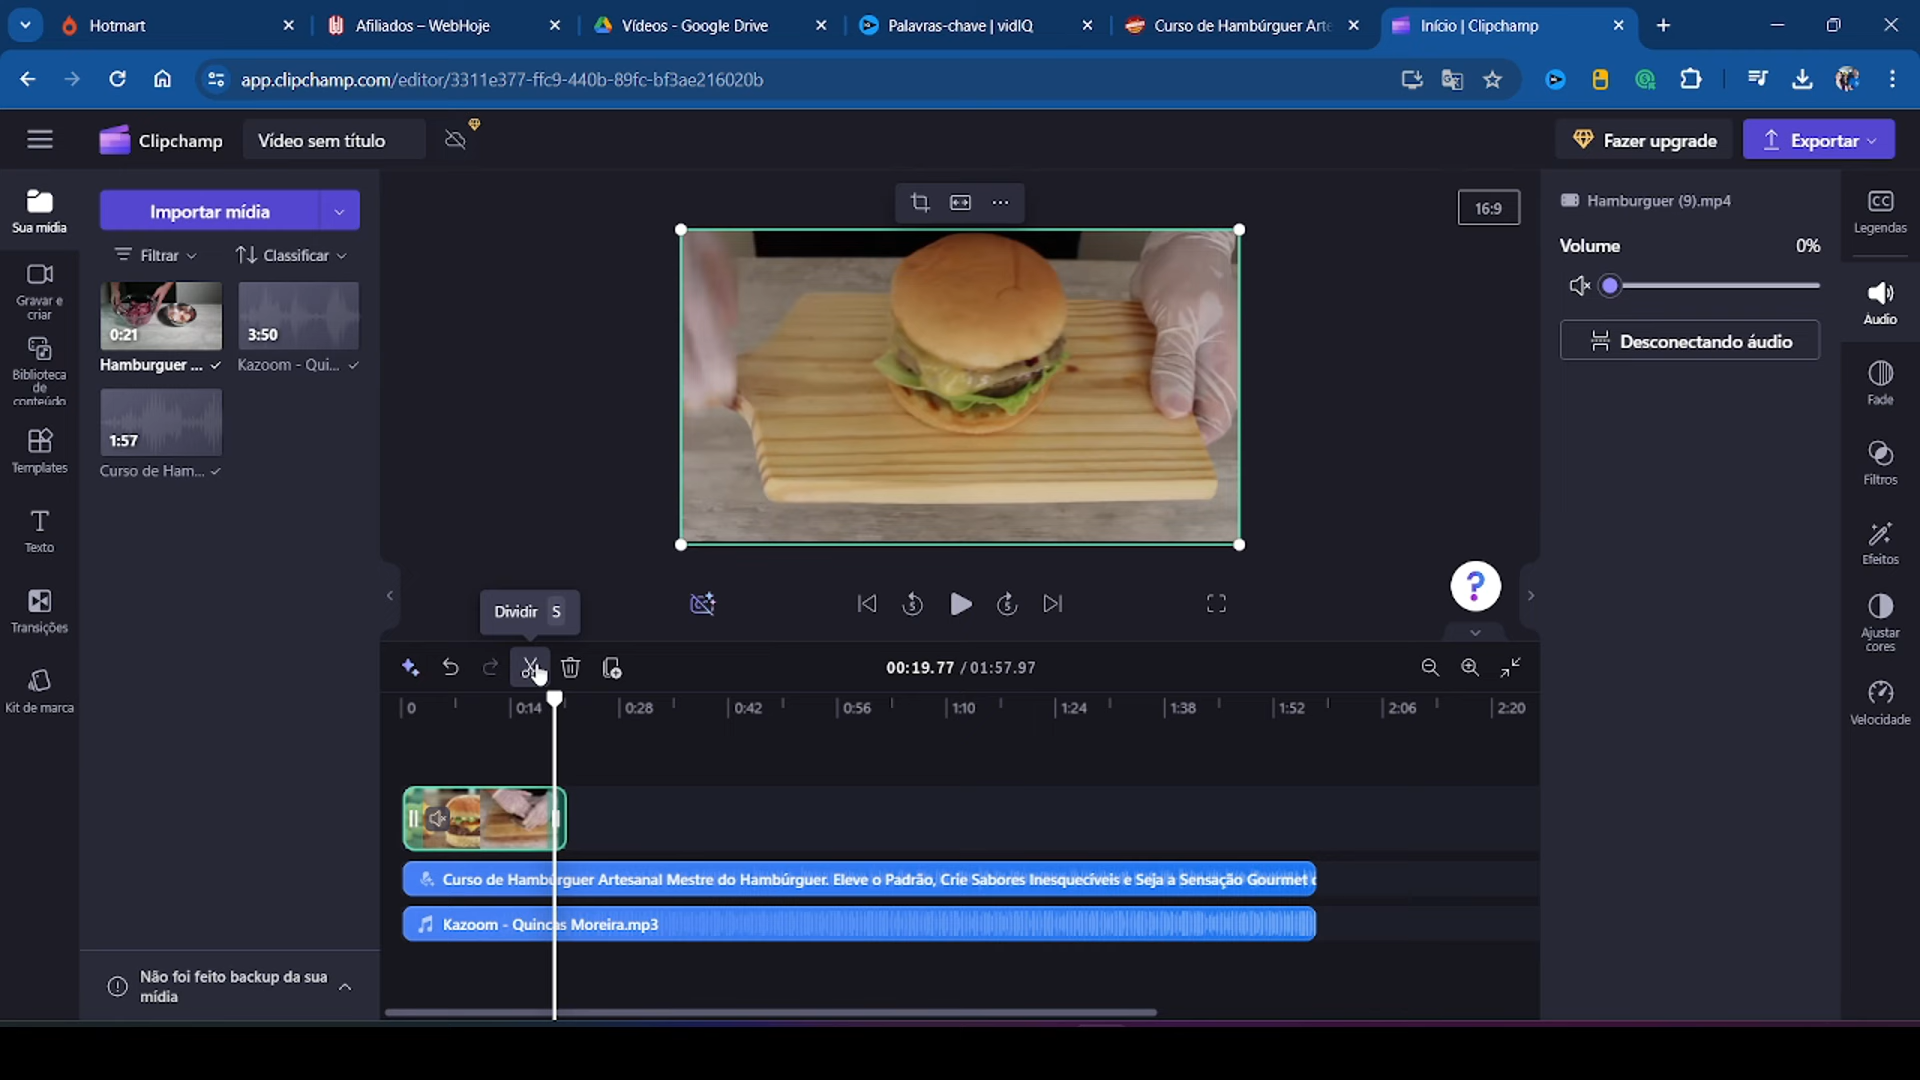 Hotmart
Afiliados – WebHoje
Vídeos - Google Drive
Palavras-chave | vidIQ
Curso de Hambúrguer Arte
Início | Clipchamp
app.clipchamp.com/editor/3311e377-ffc9-440b-89fc-bf3ae216020b
Clipchamp
Vídeo sem título
Fazer upgrade
Exportar
Sua mídia
Importar mídia
Filtrar
Classificar
0:21
Hamburguer ...
3:50
Kazoom - Qui...
1:57
Curso de Ham...
Gravar e
criar
Biblioteca
de
conteúdo
Templates
Texto
Transições
Kit de marca
Não foi feito backup da sua
mídia
16:9
Hamburguer (9).mp4
Volume 0%
Desconectando áudio
CC
Legendas
Áudio
Fade
Filtros
Efeitos
Ajustar
cores
Velocidade
?
5
5
Dividir S
00:19.77 / 01:57.97
0 0:14 0:28 0:42 0:56 1:10 1:24 1:38 1:52 2:06 2:20
Curso de Hambúrguer Artesanal Mestre do Hambúrguer. Eleve o Padrão, Crie Sabores Inesquecíveis e Seja a Sensação Gourmet
Kazoom - Quincas Moreira.mp3